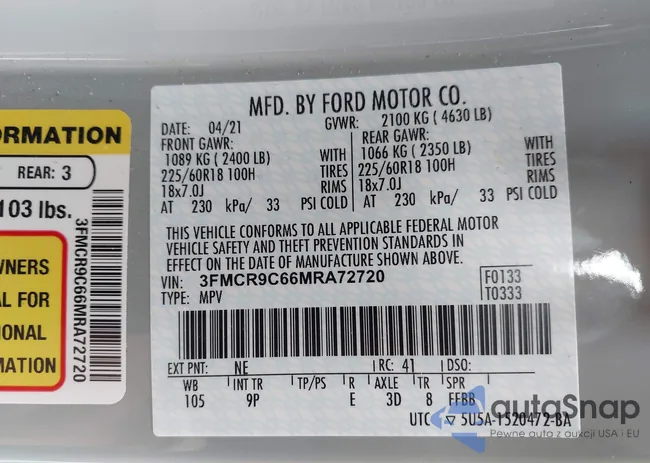 ORMATION
REAR: 3
103 lbs.
WNERS
AL FOR
IONAL
MATION
3FMCR9C66MRA72720
MFD. BY FORD MOTOR CO.
DATE: 04/21 GVWR: 2100 KG ( 4630 LB)
FRONT GAWR: REAR GAWR:
1089 KG ( 2400 LB) WITH 1066 KG ( 2350 LB) WITH
225/60R18 100H TIRES 225/60R18 100H TIRES
18x7.0J RIMS 18x7.0J RIMS
AT 230 kPa/ 33 PSI COLD AT 230 kPa/ 33 PSI COLD
THIS VEHICLE CONFORMS TO ALL APPLICABLE FEDERAL MOTOR
VEHICLE SAFETY AND THEFT PREVENTION STANDARDS IN
EFFECT ON THE DATE OF MANUFACTURE SHOWN ABOVE.
VIN: 3FMCR9C66MRA72720 F0133
TYPE: MPV T0333
EXT PNT: NE RC: 41 DSO:
WB INT TR TP/PS R AXLE TR SPR
105 9P E 3D 8 FFBB
UTC ▽ 5U5A-1520472-BA
autoSnap
Pewne auta z aukcji USA i EU